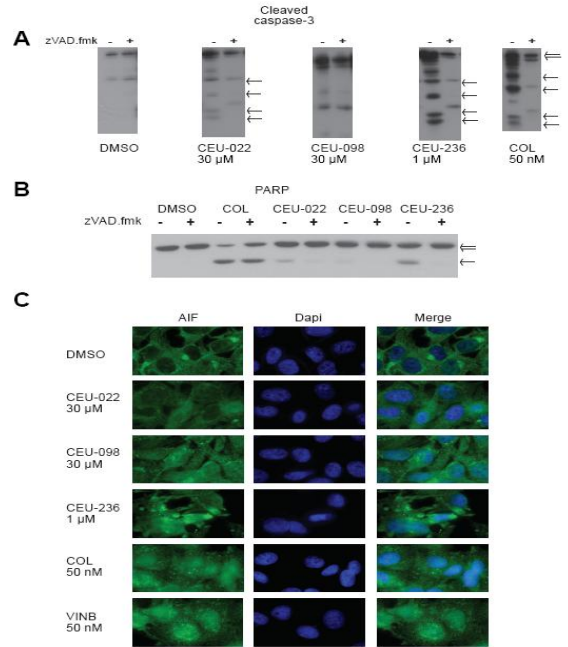 Cleaved
caspase-3
A
zVAD.fmk - + - + - + - + - +
DMSO CEU-022 CEU-098 CEU-236 COL
30 µM 30 µM 1 µM 50 nM
B
PARP
DMSO COL CEU-022 CEU-098 CEU-236
zVAD.fmk - + - + - + - + - +
C
AIF Dapi Merge
DMSO
CEU-022
30 µM
CEU-098
30 µM
CEU-236
1 µM
COL
50 nM
VINB
50 nM